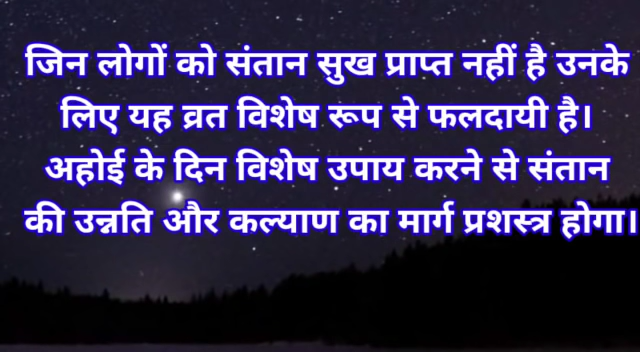 जिन लोगों को संतान सुख प्राप्त नहीं है उनके
लिए यह व्रत विशेष रूप से फलदायी है।
अहोई के दिन विशेष उपाय करने से संतान
की उन्नति और कल्याण का मार्ग प्रशस्त्र होगा।